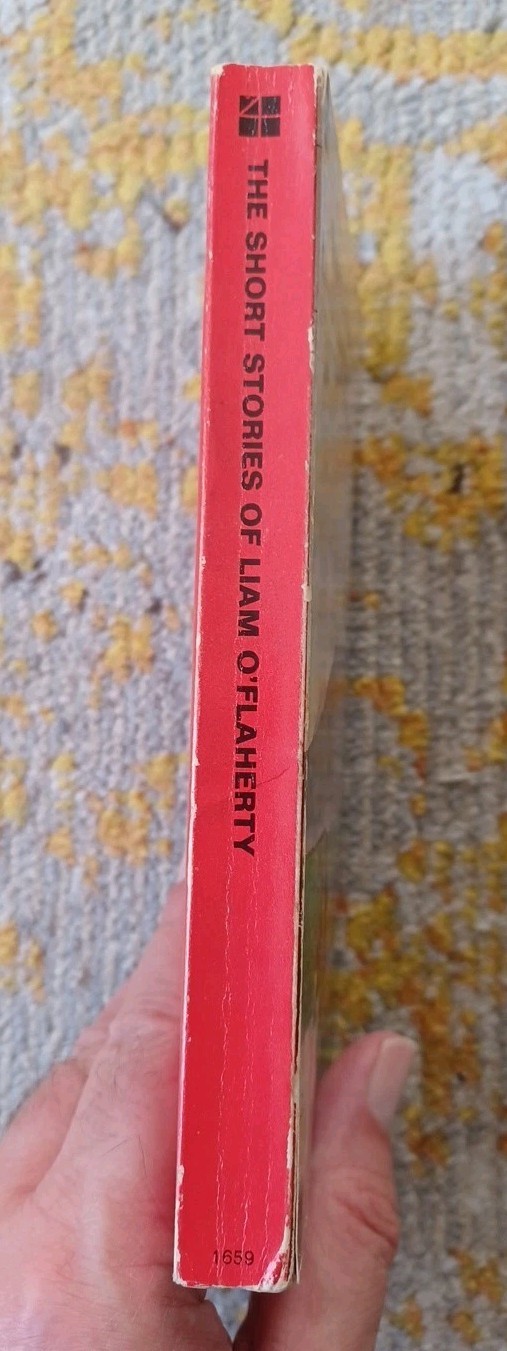 THE SHORT STORIES OF LIAM O'FLAHERTY
1659